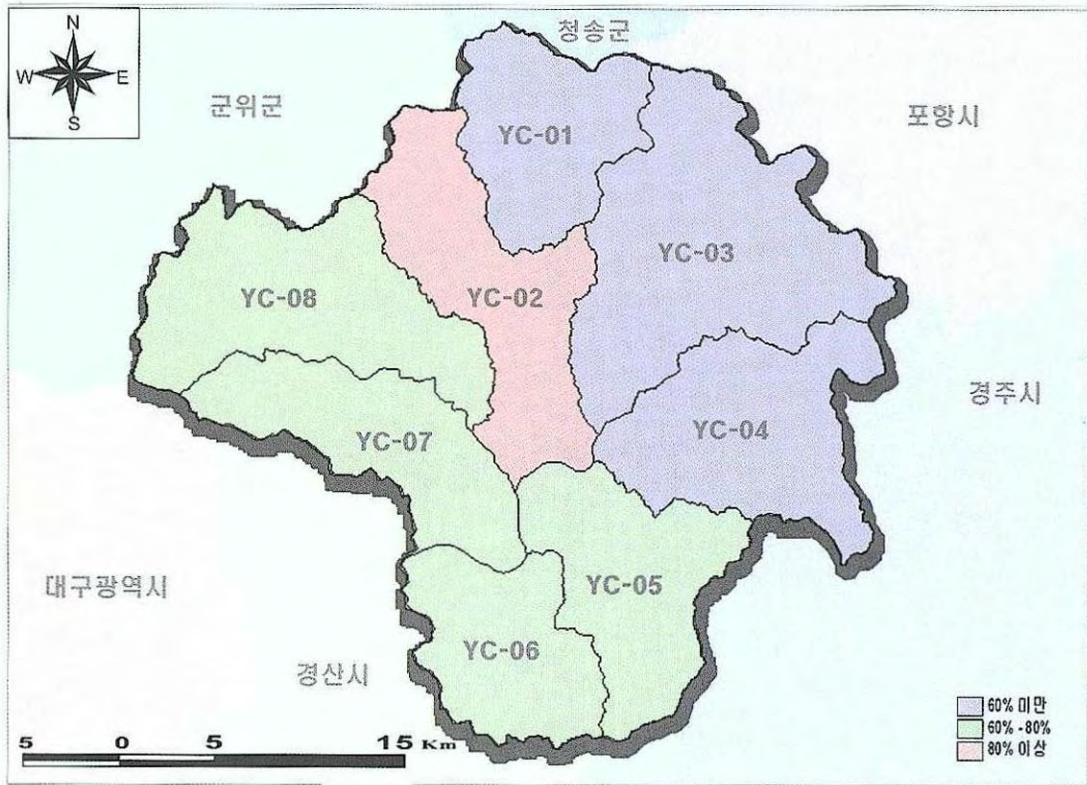 N
W E
S
청송군
군위군
포항시
YC-01
YC-03
YC-02
YC-08
경주시
YC-04
YC-07
대구광역시
YC-05
YC-06
경산시
60% 미만
60% -80%
80% 이상
5 0 5 15 Km